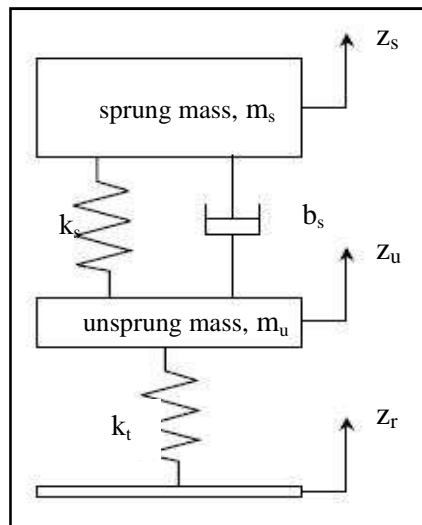 z_s
sprung mass, m_s
k_s
b_s
z_u
unsprung mass, m_u
k_t
z_r